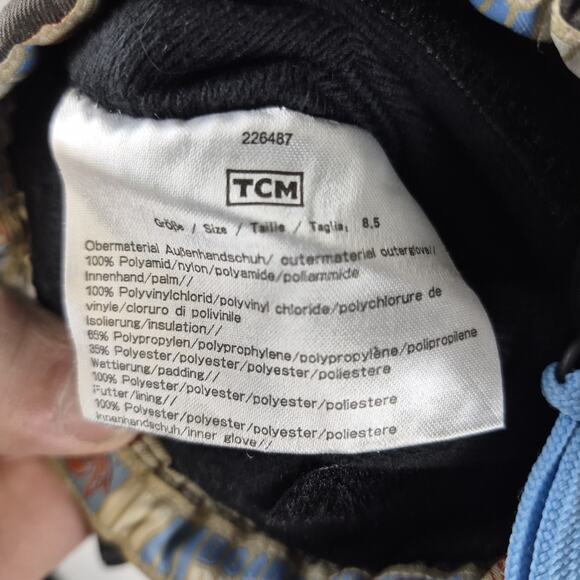 226487
TCM
Größe / Size / Taille / Taglia: 8.5
Obermaterial Außenhandschuh/ outermaterial outerglove//
100% Polyamid/nylon/polyamide/poliammide
Innenhand/palm//
100% Polyvinylchlorid/polyvinyl chloride/polychlorure de
vinyle/cloruro di polivinile
Isolierung/insulation//
65% Polypropylen/polyprophylene/polypropylène/polipropilene
35% Polyester/polyester/polyester/poliestere
Wattierung/padding//
100% Polyester/polyester/polyester/poliestere
Futter/lining//
100% Polyester/polyester/polyester/poliestere
Innenhandschuh/inner glove//